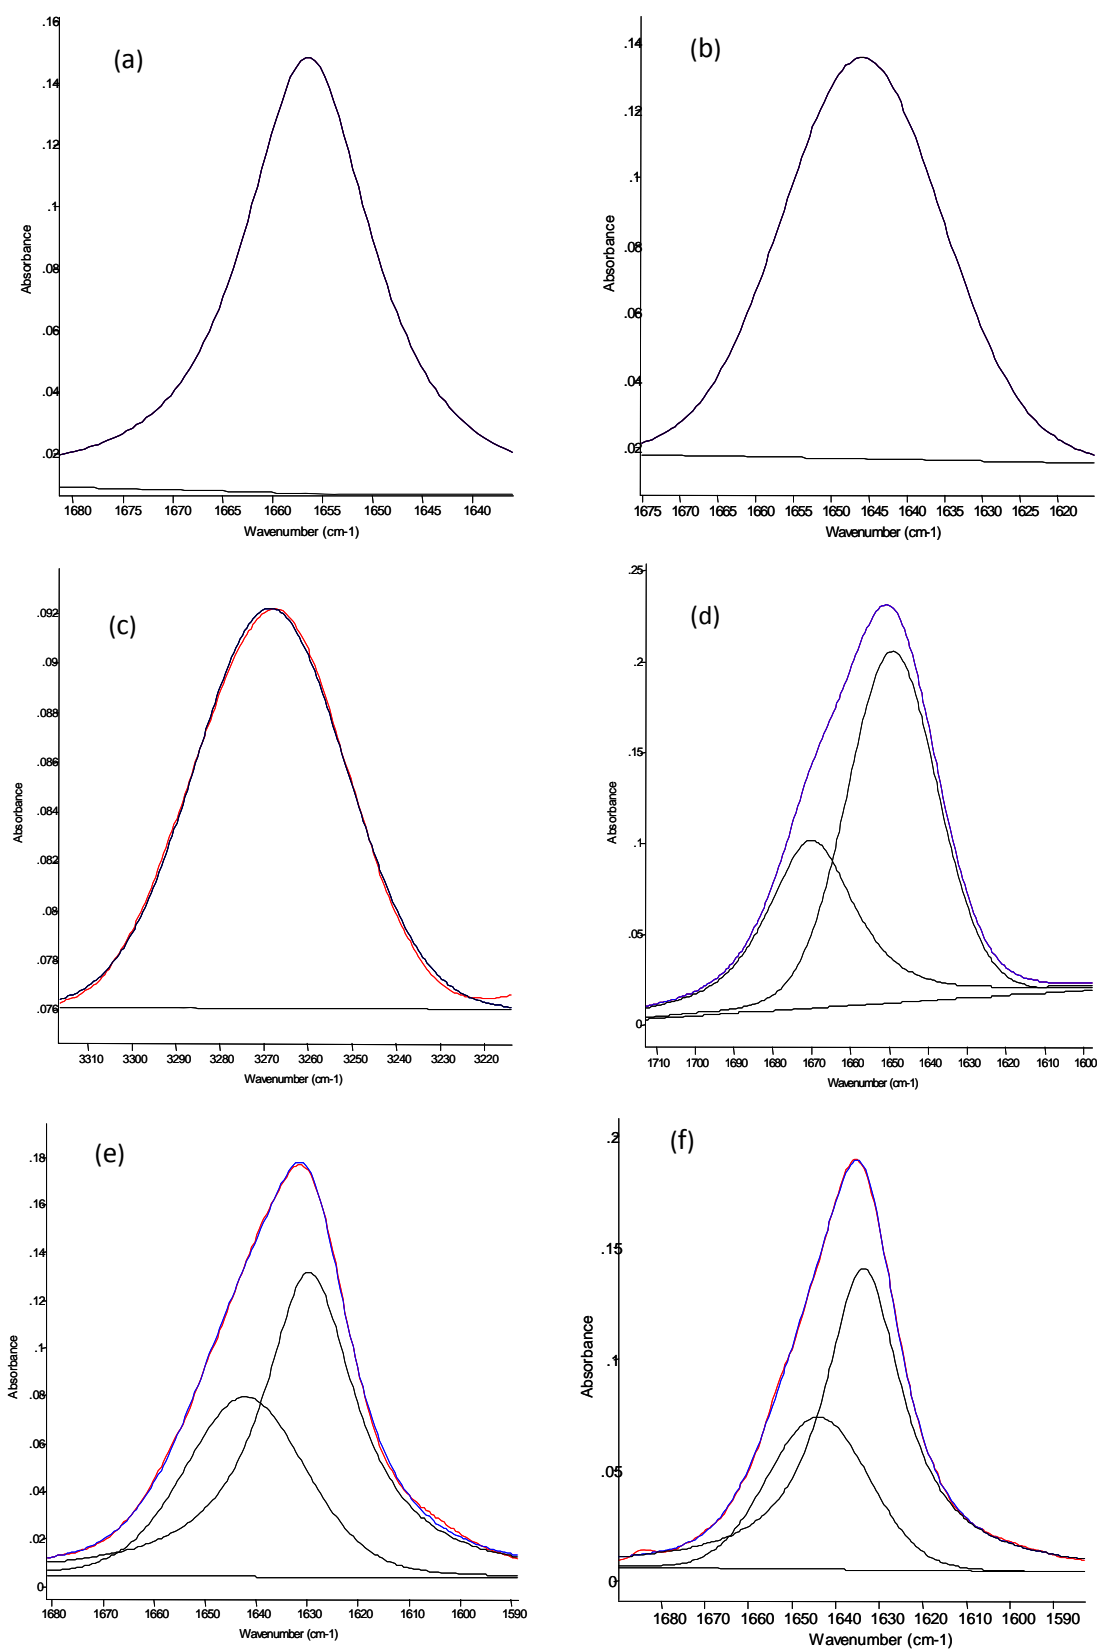 (a)
.16
.14
.12
.1
.08
.06
.04
.02
Absorbance
1680 1675 1670 1665 1660 1655 1650 1645 1640
Wavenumber (cm-1)
(b)
.14
.12
.1
.08
.06
.04
.02
Absorbance
1675 1670 1665 1660 1655 1650 1645 1640 1635 1630 1625 1620
Wavenumber (cm-1)
(c)
.092
.09
.088
.086
.084
.082
.08
.078
.076
Absorbance
3310 3300 3290 3280 3270 3260 3250 3240 3230 3220
Wavenumber (cm-1)
(d)
.25
.2
.15
.1
.05
0
Absorbance
1710 1700 1690 1680 1670 1660 1650 1640 1630 1620 1610 1600
Wavenumber (cm-1)
(e)
.18
.16
.14
.12
.1
.08
.06
.04
.02
0
Absorbance
1680 1670 1660 1650 1640 1630 1620 1610 1600 1590
Wavenumber (cm-1)
(f)
.2
.15
.1
.05
0
Absorbance
1680 1670 1660 1650 1640 1630 1620 1610 1600 1590
Wavenumber (cm-1)